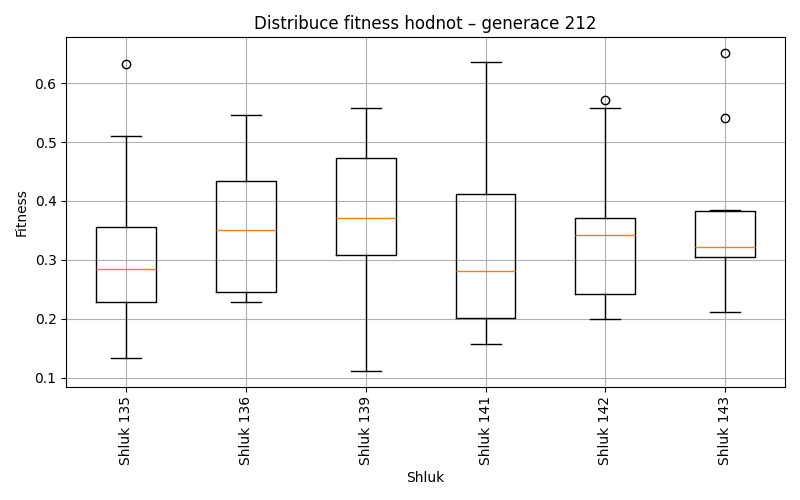 Distribuce fitness hodnot – generace 212
Fitness
0.6
0.5
0.4
0.3
0.2
0.1
Shluk 135
Shluk 136
Shluk 139
Shluk 141
Shluk 142
Shluk 143
Shluk